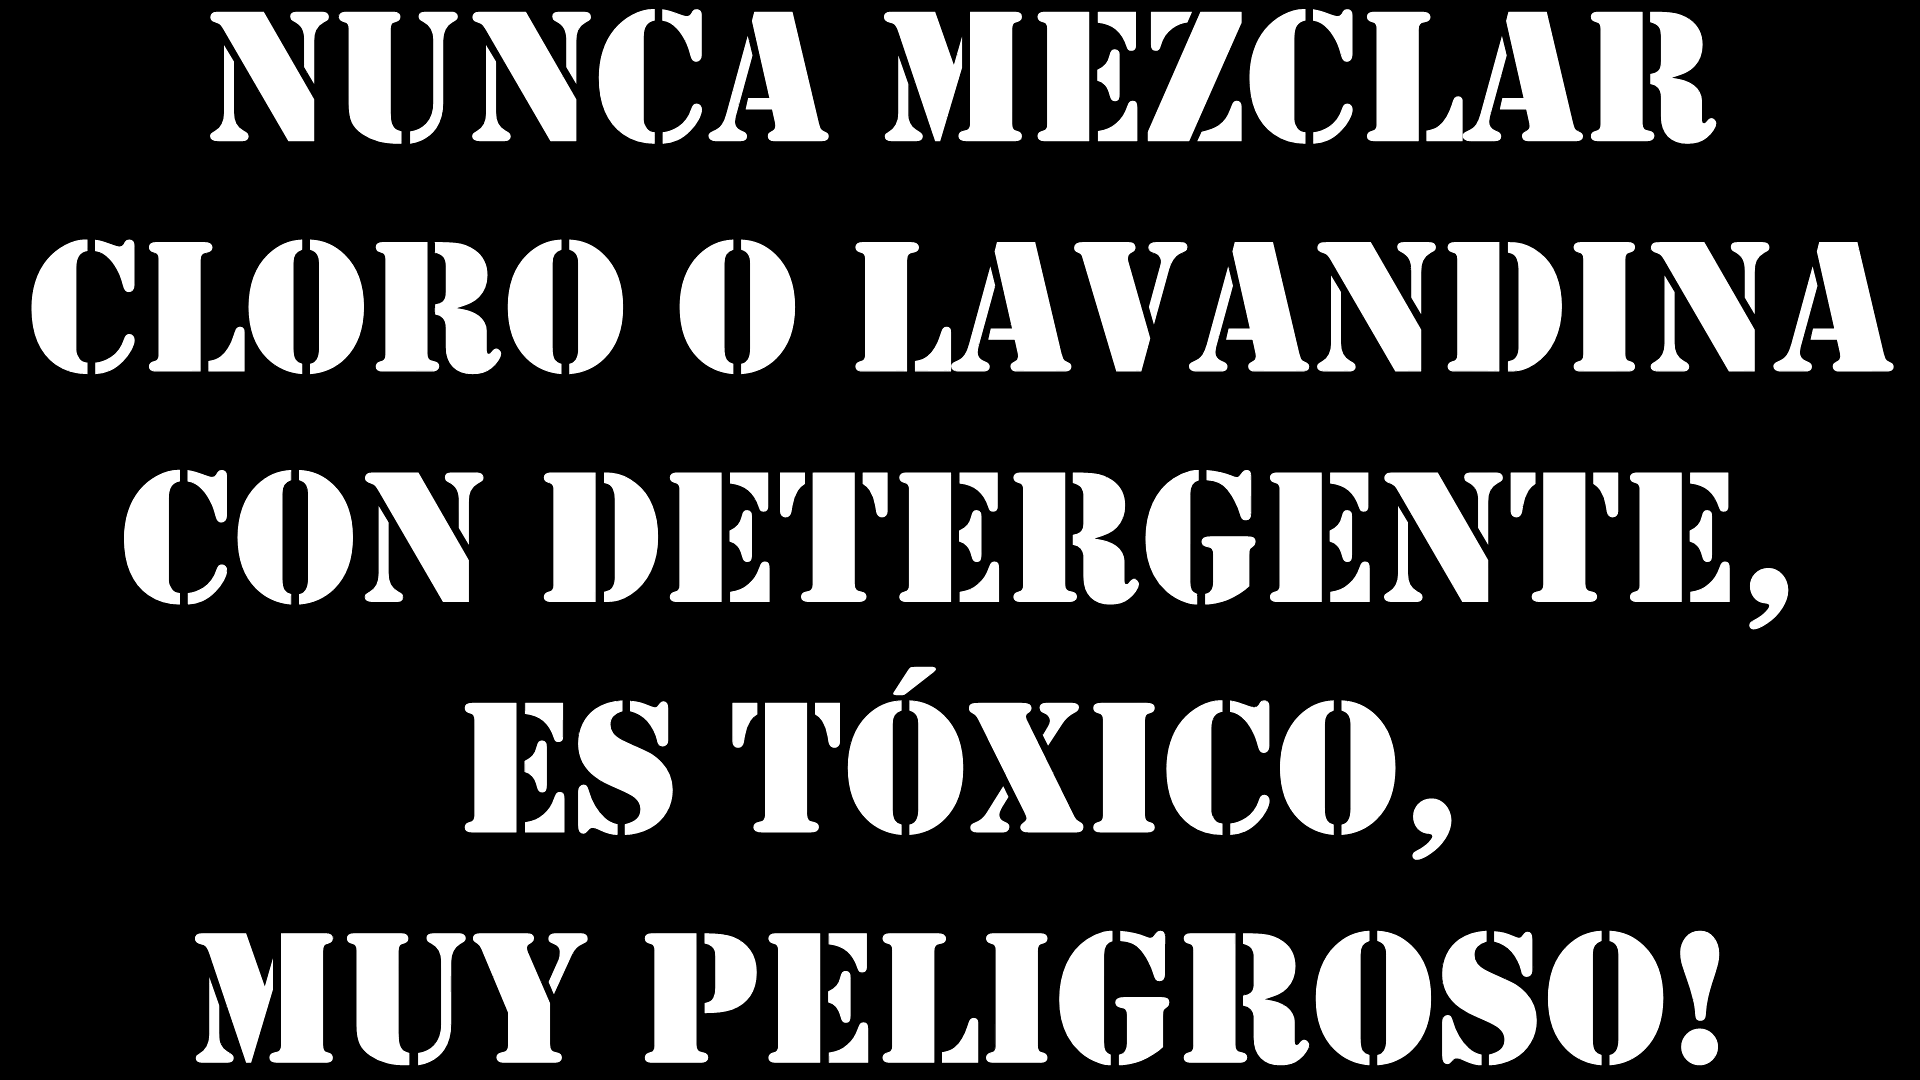 NUNCA MEZCLAR
CLORO O LAVANDINA
CON DETERGENTE,
ES TÓXICO,
MUY PELIGROSO!